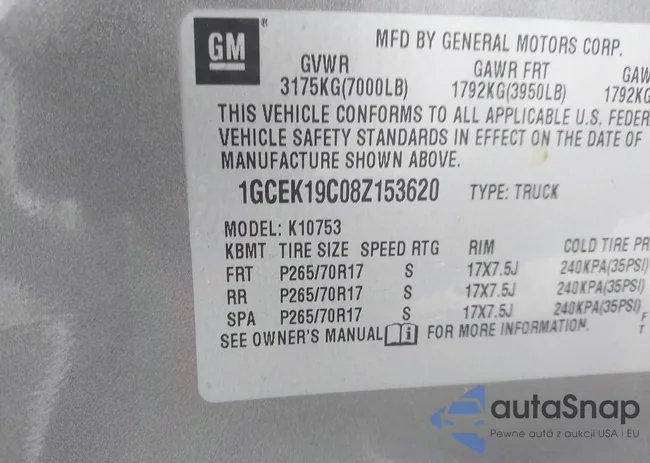 GM
MFD BY GENERAL MOTORS CORP.
GVWR GAWR FRT
3175KG(7000LB) 1792KG(3950LB) 1792KG
THIS VEHICLE CONFORMS TO ALL APPLICABLE U.S. FEDER
VEHICLE SAFETY STANDARDS IN EFFECT ON THE DATE OF
MANUFACTURE SHOWN ABOVE.
1GCEK19C08Z153620 TYPE: TRUCK
MODEL: K10753
KBMT TIRE SIZE SPEED RTG RIM COLD TIRE PR
FRT P265/70R17 S 17X7.5J 240KPA(35PSI)
RR P265/70R17 S 17X7.5J 240KPA(35PSI)
SPA P265/70R17 S 17X7.5J 240KPA(35PSI)
SEE OWNER'S MANUAL FOR MORE INFORMATION.
F
T
autaSnap
Pewne auta z aukcji USA i EU